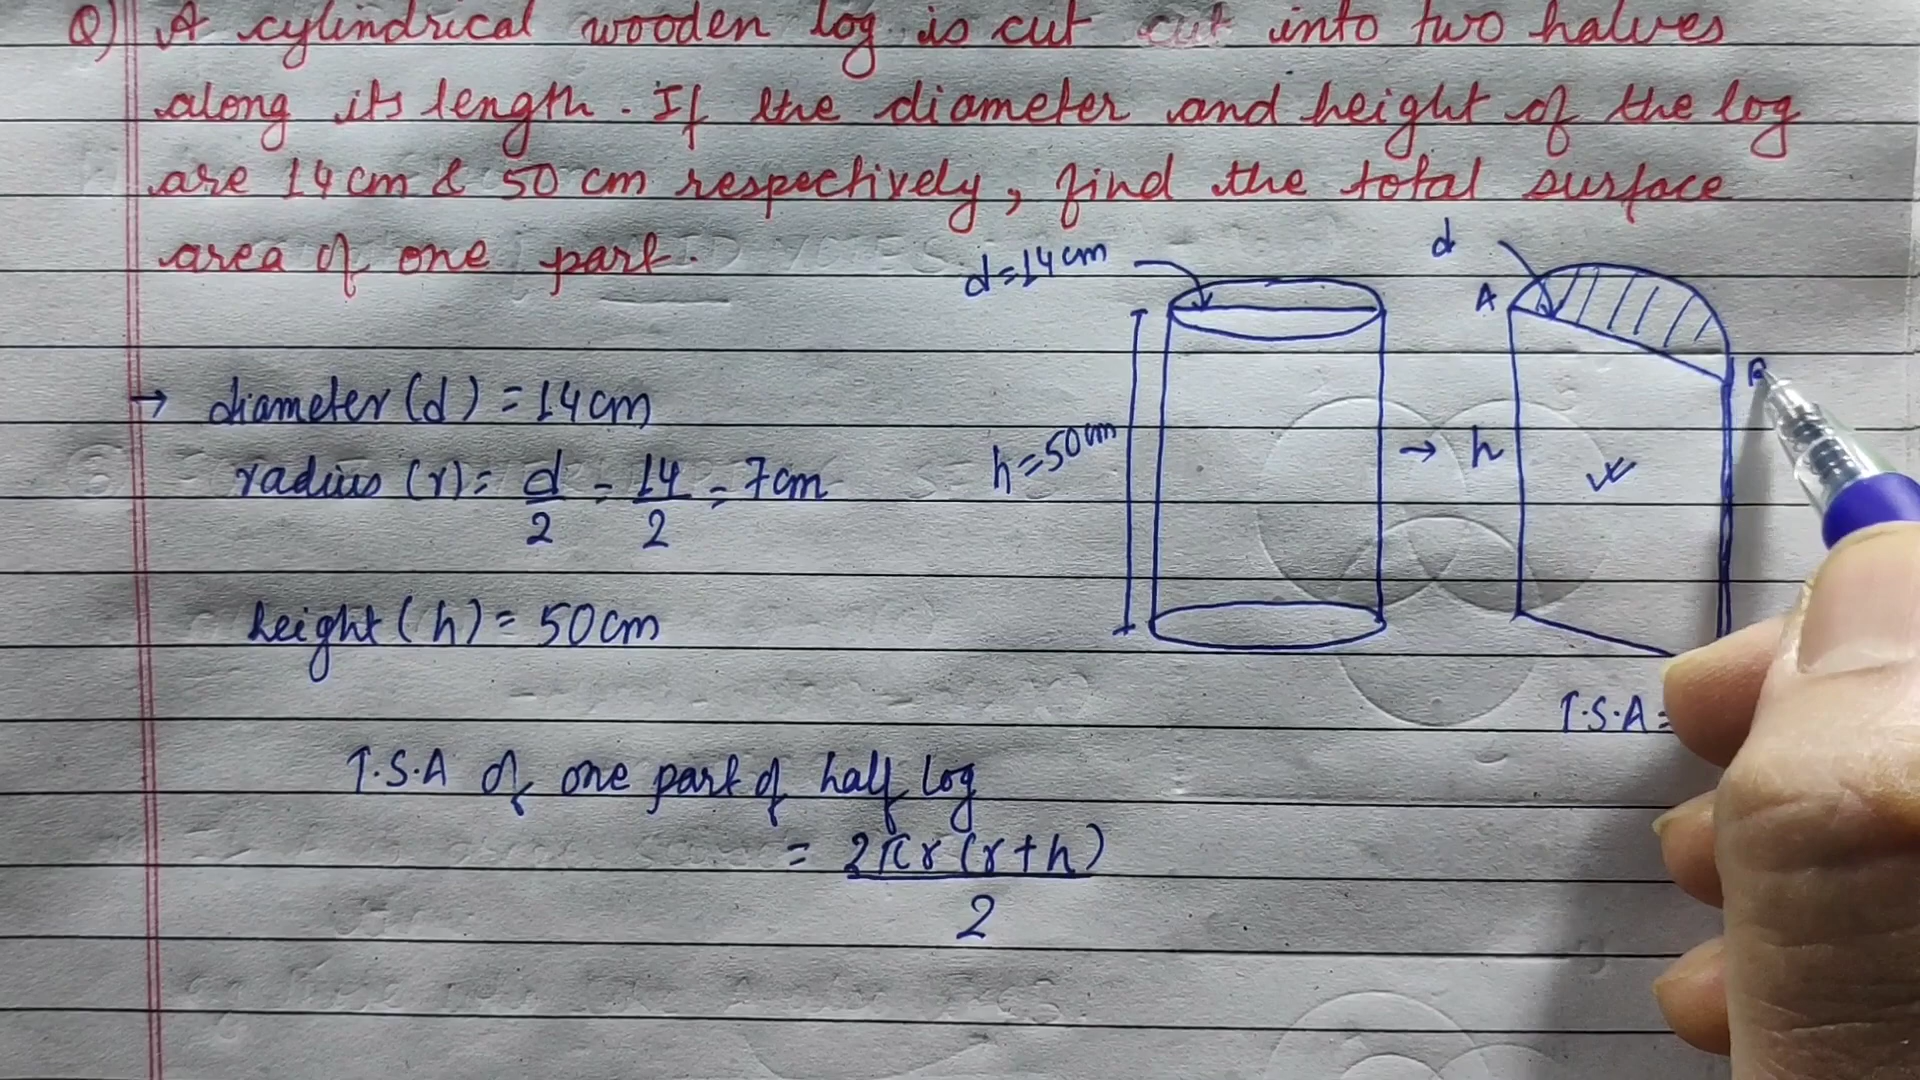 Q) A cylindrical wooden log is cut cut into two halves
along its length. If the diameter and height of the log
are 14cm & 50 cm respectively, find the total surface
area of one part.
d=14cm
d
A
B
→ diameter (d) = 14cm
radius (r) = d/2 = 14/2 = 7cm
h=50cm
→ h
height (h) = 50cm
T.S.A =
T.S.A of one part of half log
= 2πr(r+h)
2